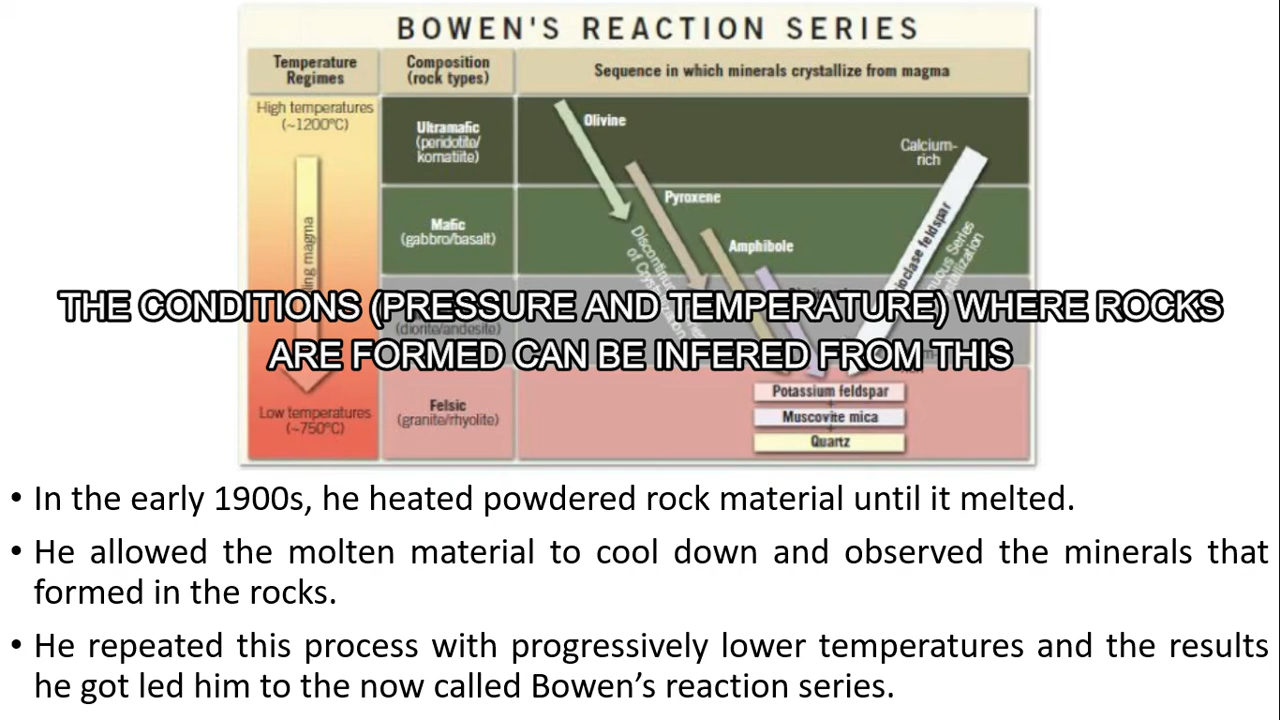 BOWEN'S REACTION SERIES
Temperature Regimes
Composition (rock types)
Sequence in which minerals crystallize from magma
High temperatures (~1200°C)
Ultramafic (peridotite/ komatiite)
Olivine
Calcium-rich
Pyroxene
Mafic (gabbro/basalt)
Amphibole
THE CONDITIONS (PRESSURE AND TEMPERATURE) WHERE ROCKS
ARE FORMED CAN BE INFERED FROM THIS
(diorite/andesite)
magma
feldspar
Series
Low temperatures (~750°C)
Felsic (granite/rhyolite)
Potassium feldspar
Muscovite mica
Quartz
• In the early 1900s, he heated powdered rock material until it melted.
• He allowed the molten material to cool down and observed the minerals that
formed in the rocks.
• He repeated this process with progressively lower temperatures and the results
he got led him to the now called Bowen’s reaction series.